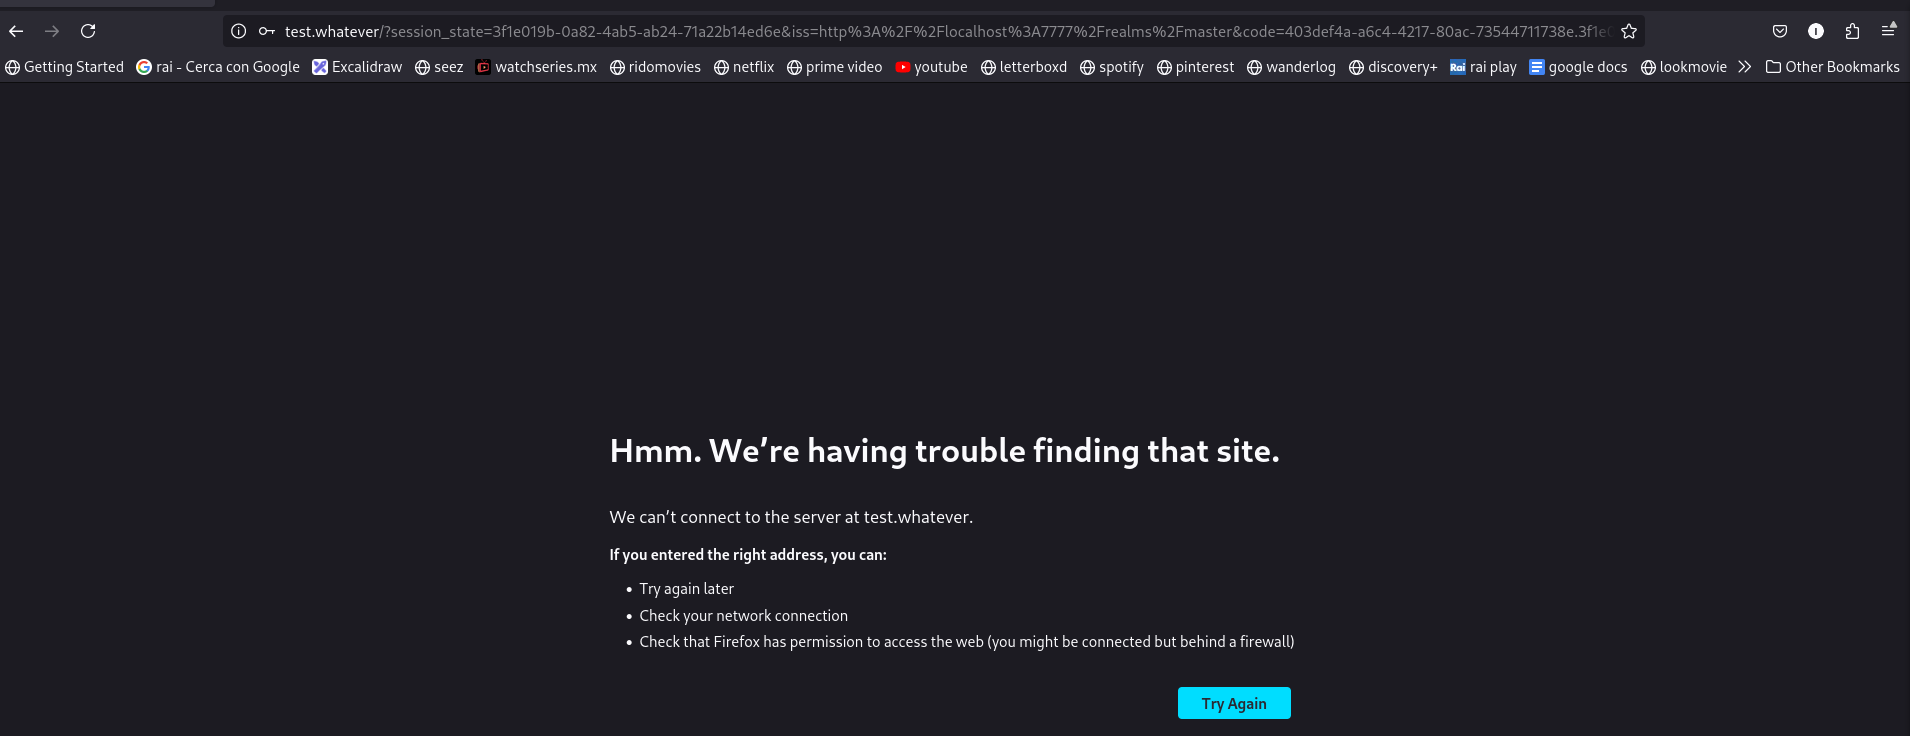 test.whatever/?session_state=3f1e019b-0a82-4ab5-ab24-71a22b14ed6e&iss=http%3A%2F%2Flocalhost%3A7777%2Frealms%2Fmaster&code=403def4a-a6c4-4217-80ac-73544711738e.3f1e
Getting Started rai - Cerca con Google Excalidraw seez watchseries.mx ridomovies netflix prime video youtube letterboxd spotify pinterest wanderlog discovery+ Rai rai play google docs lookmovie Other Bookmarks
Hmm. We’re having trouble finding that site.
We can’t connect to the server at test.whatever.
If you entered the right address, you can:
• Try again later
• Check your network connection
• Check that Firefox has permission to access the web (you might be connected but behind a firewall)
Try Again